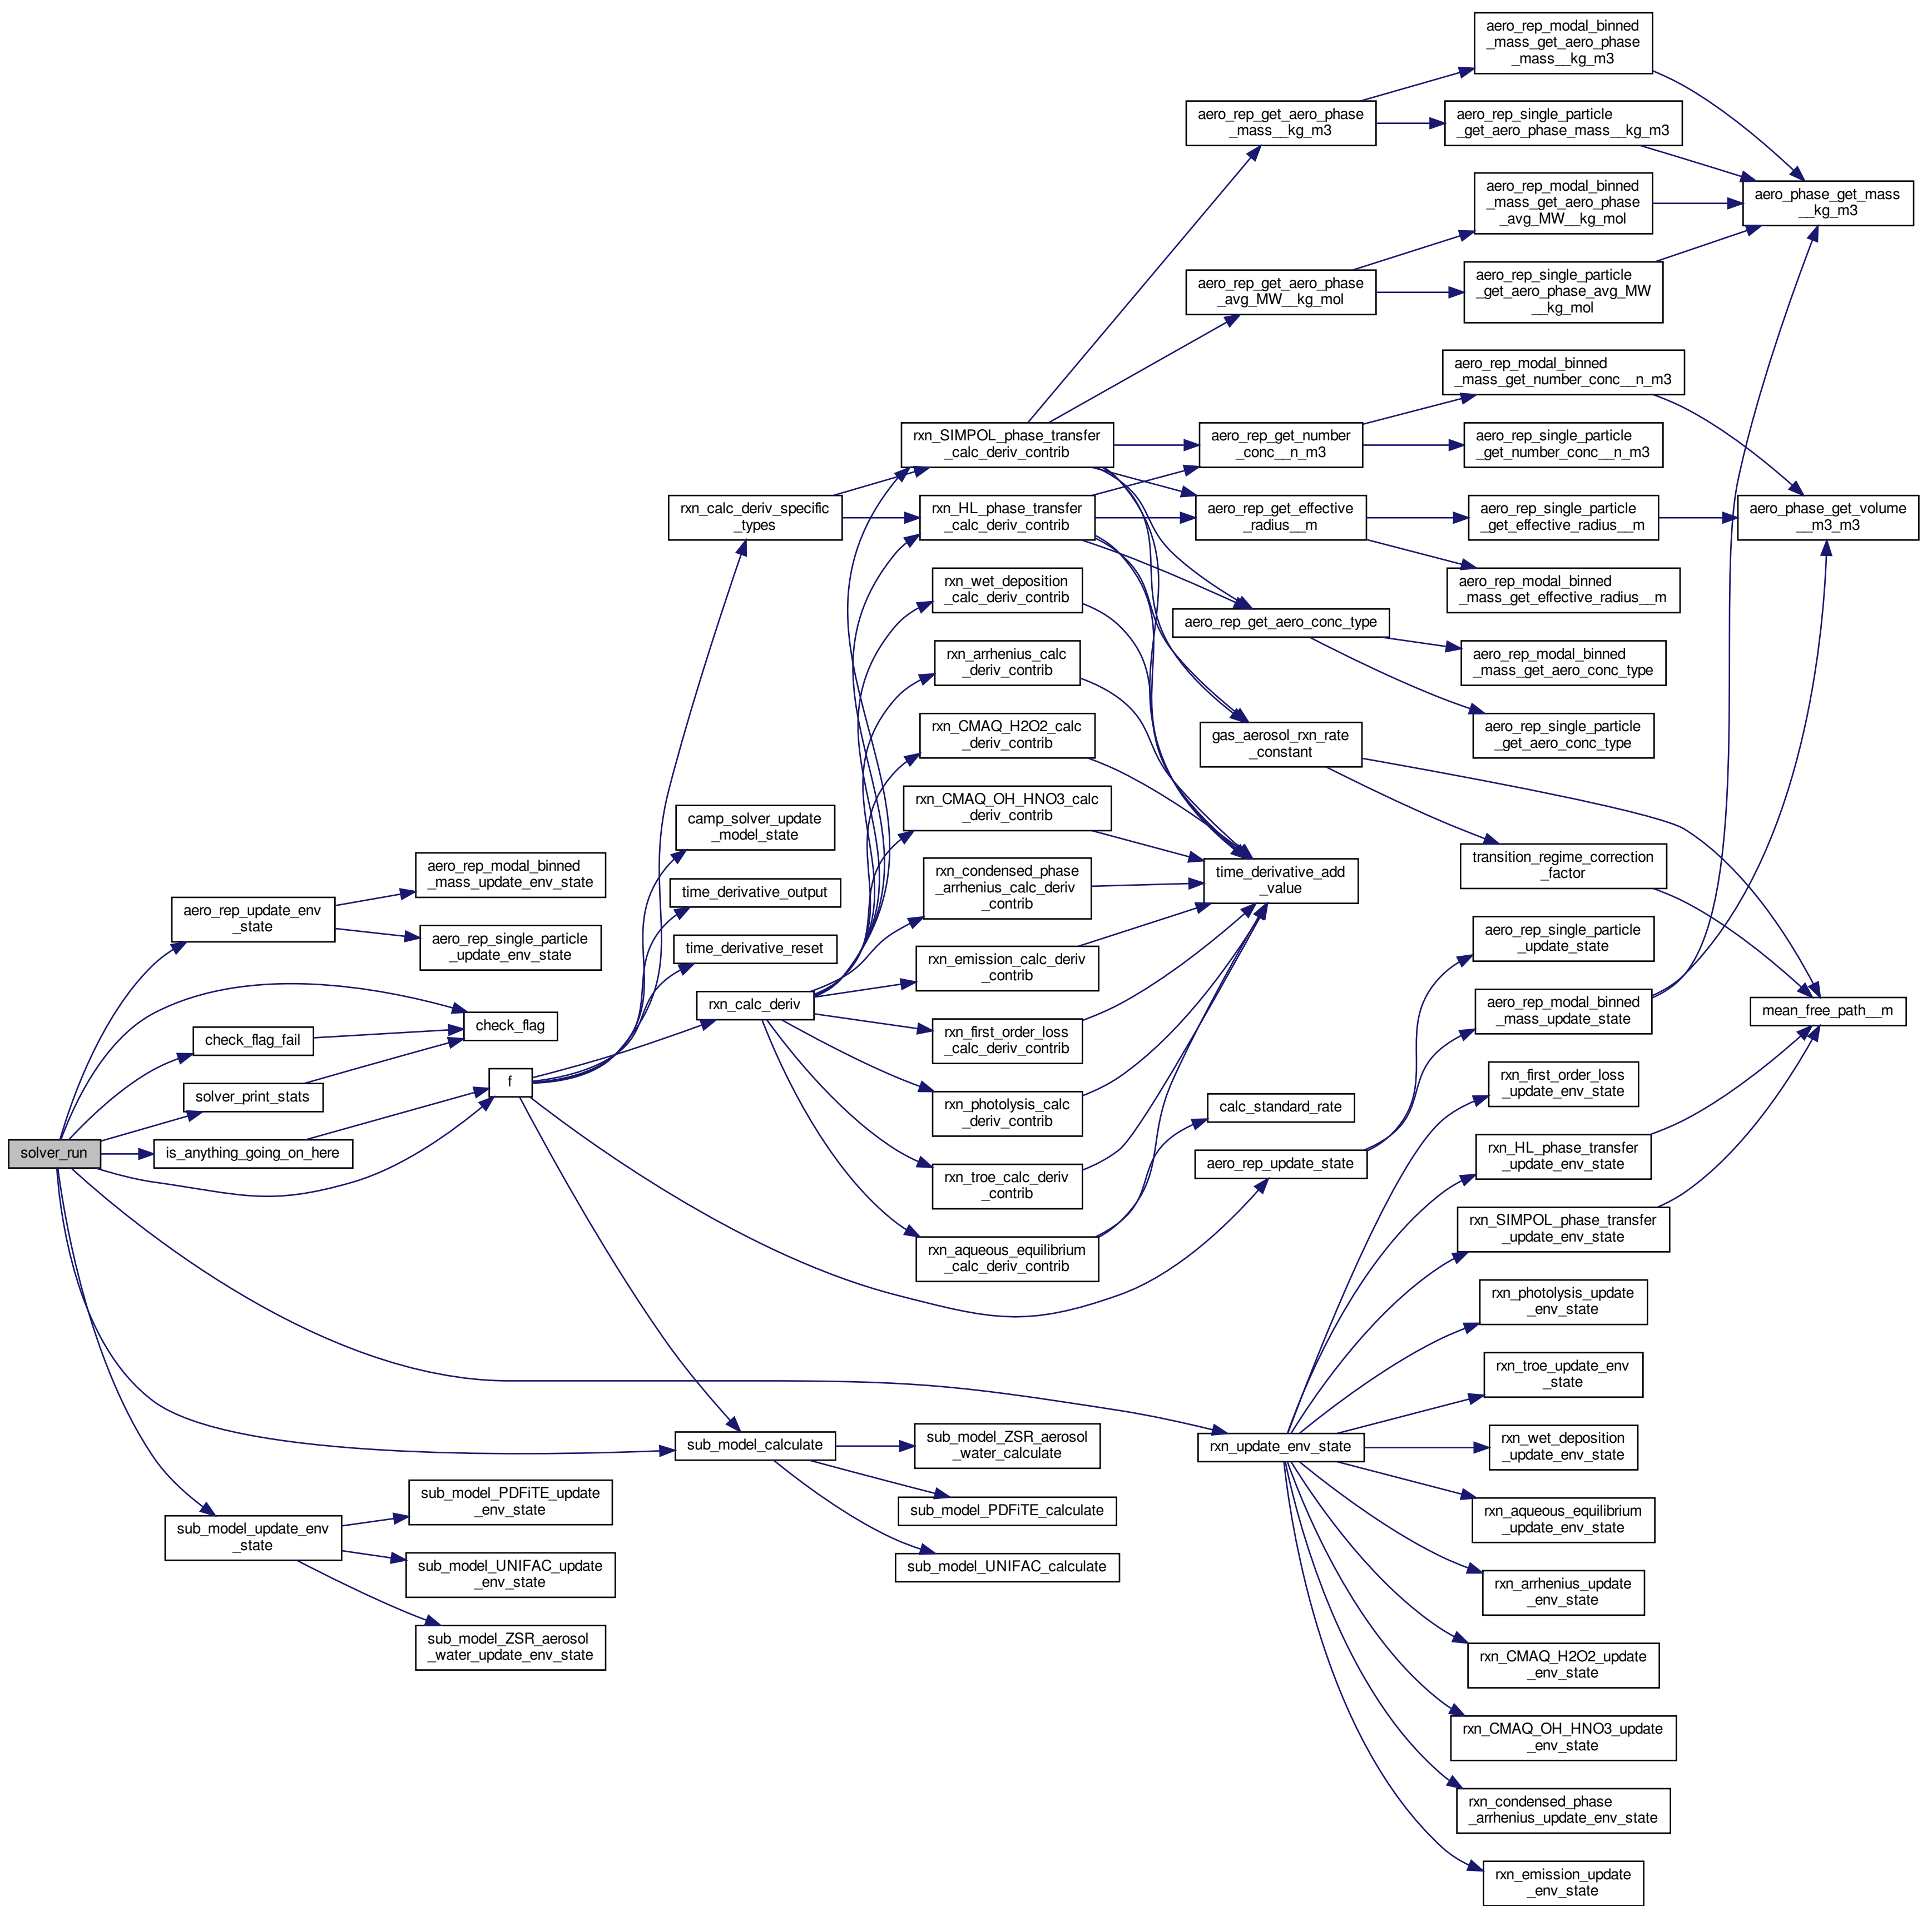 solver_run
aero_rep_update_env
_state
check_flag_fail
solver_print_stats
is_anything_going_on_here
sub_model_update_env
_state
aero_rep_modal_binned
_mass_update_env_state
aero_rep_single_particle
_update_env_state
check_flag
f
sub_model_PDFiTE_update
_env_state
sub_model_UNIFAC_update
_env_state
sub_model_ZSR_aerosol
_water_update_env_state
rxn_calc_deriv_specific
_types
camp_solver_update
_model_state
time_derivative_output
time_derivative_reset
rxn_calc_deriv
sub_model_calculate
rxn_SIMPOL_phase_transfer
_calc_deriv_contrib
rxn_HL_phase_transfer
_calc_deriv_contrib
rxn_wet_deposition
_calc_deriv_contrib
rxn_arrhenius_calc
_deriv_contrib
rxn_CMAQ_H2O2_calc
_deriv_contrib
rxn_CMAQ_OH_HNO3_calc
_deriv_contrib
rxn_condensed_phase
_arrhenius_calc_deriv
_contrib
rxn_emission_calc_deriv
_contrib
rxn_first_order_loss
_calc_deriv_contrib
rxn_photolysis_calc
_deriv_contrib
rxn_troe_calc_deriv
_contrib
rxn_aqueous_equilibrium
_calc_deriv_contrib
sub_model_ZSR_aerosol
_water_calculate
sub_model_PDFiTE_calculate
sub_model_UNIFAC_calculate
aero_rep_get_aero_phase
_mass__kg_m3
aero_rep_get_aero_phase
_avg_MW__kg_mol
aero_rep_get_number
_conc__n_m3
aero_rep_get_effective
_radius__m
aero_rep_get_aero_conc_type
gas_aerosol_rxn_rate
_constant
time_derivative_add
_value
calc_standard_rate
aero_rep_update_state
rxn_update_env_state
aero_rep_modal_binned
_mass_get_aero_phase
_mass__kg_m3
aero_rep_single_particle
_get_aero_phase_mass__kg_m3
aero_rep_modal_binned
_mass_get_aero_phase
_avg_MW__kg_mol
aero_rep_single_particle
_get_aero_phase_avg_MW
__kg_mol
aero_rep_modal_binned
_mass_get_number_conc__n_m3
aero_rep_single_particle
_get_number_conc__n_m3
aero_rep_single_particle
_get_effective_radius__m
aero_rep_modal_binned
_mass_get_effective_radius__m
aero_rep_modal_binned
_mass_get_aero_conc_type
aero_rep_single_particle
_get_aero_conc_type
transition_regime_correction
_factor
aero_rep_single_particle
_update_state
aero_rep_modal_binned
_mass_update_state
rxn_first_order_loss
_update_env_state
rxn_HL_phase_transfer
_update_env_state
rxn_SIMPOL_phase_transfer
_update_env_state
rxn_photolysis_update
_env_state
rxn_troe_update_env
_state
rxn_wet_deposition
_update_env_state
rxn_aqueous_equilibrium
_update_env_state
rxn_arrhenius_update
_env_state
rxn_CMAQ_H2O2_update
_env_state
rxn_CMAQ_OH_HNO3_update
_env_state
rxn_condensed_phase
_arrhenius_update_env_state
rxn_emission_update
_env_state
aero_phase_get_mass
__kg_m3
aero_phase_get_volume
__m3_m3
mean_free_path__m